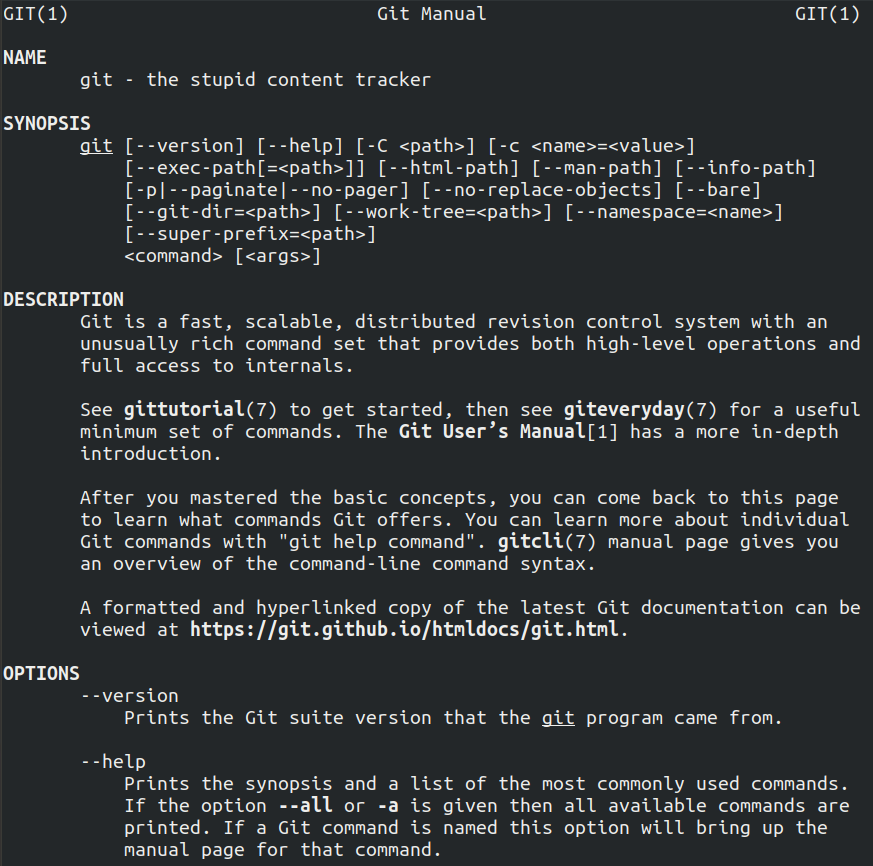 GIT(1) Git Manual GIT(1)
NAME
git - the stupid content tracker
SYNOPSIS
git [--version] [--help] [-C <path>] [-c <name>=<value>]
[--exec-path[=<path>]] [--html-path] [--man-path] [--info-path]
[-p|--paginate|--no-pager] [--no-replace-objects] [--bare]
[--git-dir=<path>] [--work-tree=<path>] [--namespace=<name>]
[--super-prefix=<path>]
<command> [<args>]
DESCRIPTION
Git is a fast, scalable, distributed revision control system with an
unusually rich command set that provides both high-level operations and
full access to internals.
See gittutorial(7) to get started, then see giteveryday(7) for a useful
minimum set of commands. The Git User’s Manual[1] has a more in-depth
introduction.
After you mastered the basic concepts, you can come back to this page
to learn what commands Git offers. You can learn more about individual
Git commands with "git help command". gitcli(7) manual page gives you
an overview of the command-line command syntax.
A formatted and hyperlinked copy of the latest Git documentation can be
viewed at https://git.github.io/htmldocs/git.html.
OPTIONS
--version
Prints the Git suite version that the git program came from.
--help
Prints the synopsis and a list of the most commonly used commands.
If the option --all or -a is given then all available commands are
printed. If a Git command is named this option will bring up the
manual page for that command.